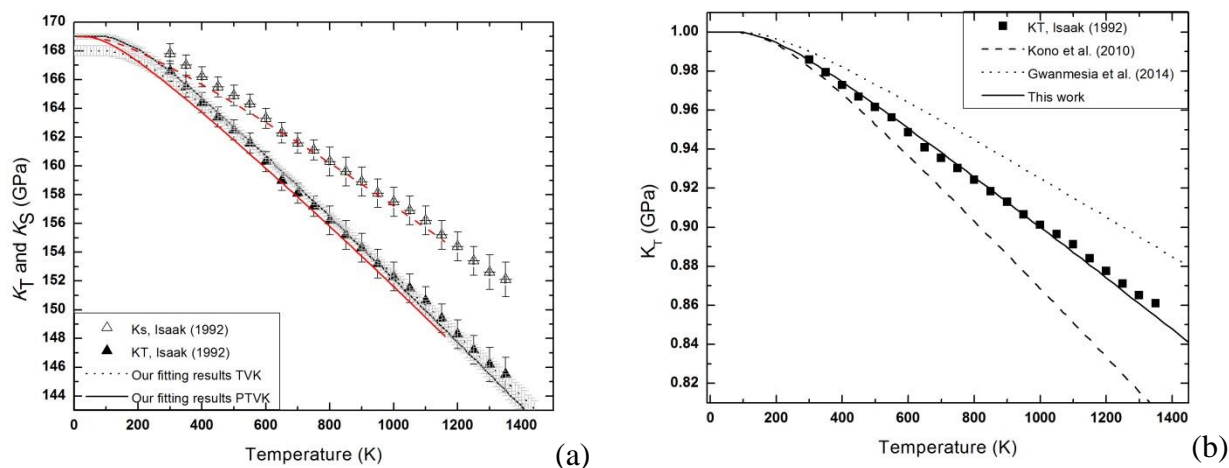 170
168
166
164
162
160
158
156
154
152
150
148
146
144
K_T and K_S (GPa)
Ks, Isaak (1992)
KT, Isaak (1992)
Our fitting results TVK
Our fitting results PTVK
0 200 400 600 800 1000 1200 1400
Temperature (K)
(a)
1.00
0.98
0.96
0.94
0.92
0.90
0.88
0.86
0.84
0.82
K_T (GPa)
KT, Isaak (1992)
Kono et al. (2010)
Gwanmesia et al. (2014)
This work
0 200 400 600 800 1000 1200 1400
Temperature (K)
(b)